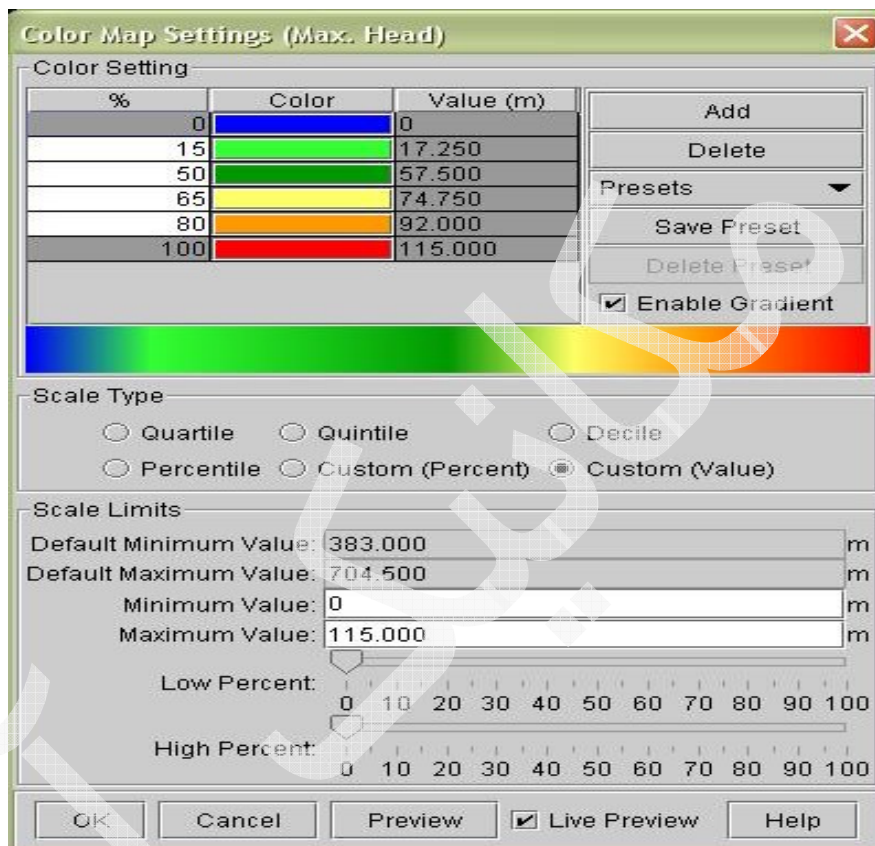 Color Map Settings (Max. Head)
Color Setting
% Color Value (m)
0 0
15 17.250
50 57.500
65 74.750
80 92.000
100 115.000
Add
Delete
Presets
Save Preset
Delete Preset
Enable Gradient
Scale Type
Quartile Quintile Decile
Percentile Custom (Percent) Custom (Value)
Scale Limits
Default Minimum Value: 383.000 m
Default Maximum Value: 704.500 m
Minimum Value: 0 m
Maximum Value: 115.000 m
Low Percent:
0 10 20 30 40 50 60 70 80 90 100
High Percent:
0 10 20 30 40 50 60 70 80 90 100
OK Cancel Preview Live Preview Help